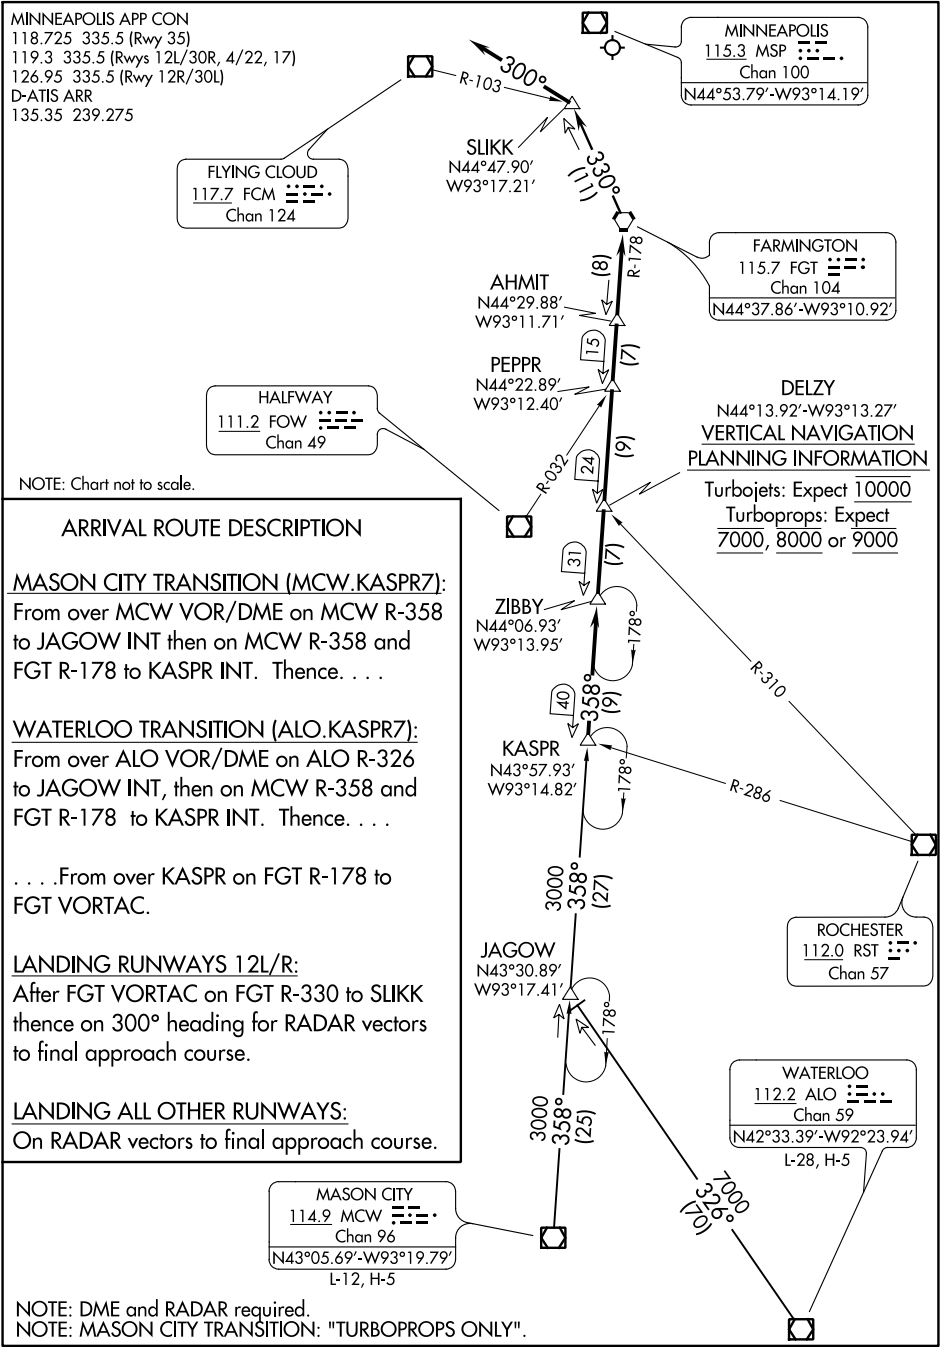 MINNEAPOLIS APP CON
118.725 335.5 (Rwy 35)
119.3 335.5 (Rwys 12L/30R, 4/22, 17)
126.95 335.5 (Rwy 12R/30L)
D-ATIS ARR
135.35 239.275
MINNEAPOLIS
115.3 MSP
Chan 100
N44°53.79′-W93°14.19′
300°
R-103
SLIKK
N44°47.90′
W93°17.21′
330°
(11)
FLYING CLOUD
117.7 FCM
Chan 124
FARMINGTON
115.7 FGT
Chan 104
N44°37.86′-W93°10.92′
R-178
(8)
AHMIT
N44°29.88′
W93°11.71′
15
(7)
PEPPR
N44°22.89′
W93°12.40′
HALFWAY
111.2 FOW
Chan 49
R-032
24
(9)
DELZY
N44°13.92′-W93°13.27′
VERTICAL NAVIGATION
PLANNING INFORMATION
Turbojets: Expect 10000
Turboprops: Expect
7000, 8000 or 9000
NOTE: Chart not to scale.
31
(7)
ZIBBY
N44°06.93′
W93°13.95′
178°
R-310
40
358°
(9)
KASPR
N43°57.93′
W93°14.82′
178°
R-286
3000
358°
(27)
ROCHESTER
112.0 RST
Chan 57
JAGOW
N43°30.89′
W93°17.41′
178°
3000
358°
(25)
WATERLOO
112.2 ALO
Chan 59
N42°33.39′-W92°23.94′
L-28, H-5
7000
326°
(70)
MASON CITY
114.9 MCW
Chan 96
N43°05.69′-W93°19.79′
L-12, H-5
ARRIVAL ROUTE DESCRIPTION
MASON CITY TRANSITION (MCW.KASPR7):
From over MCW VOR/DME on MCW R-358
to JAGOW INT then on MCW R-358 and
FGT R-178 to KASPR INT. Thence. . . .
WATERLOO TRANSITION (ALO.KASPR7):
From over ALO VOR/DME on ALO R-326
to JAGOW INT, then on MCW R-358 and
FGT R-178 to KASPR INT. Thence. . . .
. . . .From over KASPR on FGT R-178 to
FGT VORTAC.
LANDING RUNWAYS 12L/R:
After FGT VORTAC on FGT R-330 to SLIKK
thence on 300° heading for RADAR vectors
to final approach course.
LANDING ALL OTHER RUNWAYS:
On RADAR vectors to final approach course.
NOTE: DME and RADAR required.
NOTE: MASON CITY TRANSITION: "TURBOPROPS ONLY".